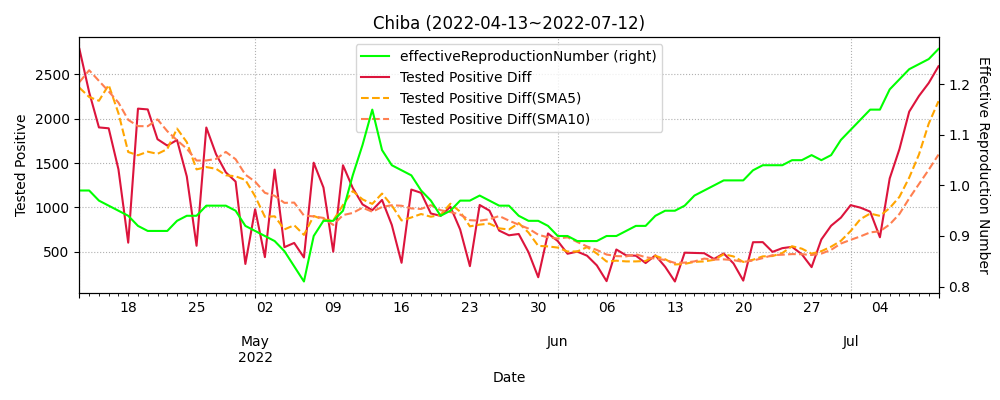 Chiba (2022-04-13~2022-07-12)
effectiveReproductionNumber (right)
Tested Positive Diff
Tested Positive Diff(SMA5)
Tested Positive Diff(SMA10)
Tested Positive
2500
2000
1500
1000
500
Effective Reproduction Number
1.2
1.1
1.0
0.9
0.8
18 25 02 09 16 23 30 06 13 20 27 04
May Jun Jul
2022
Date